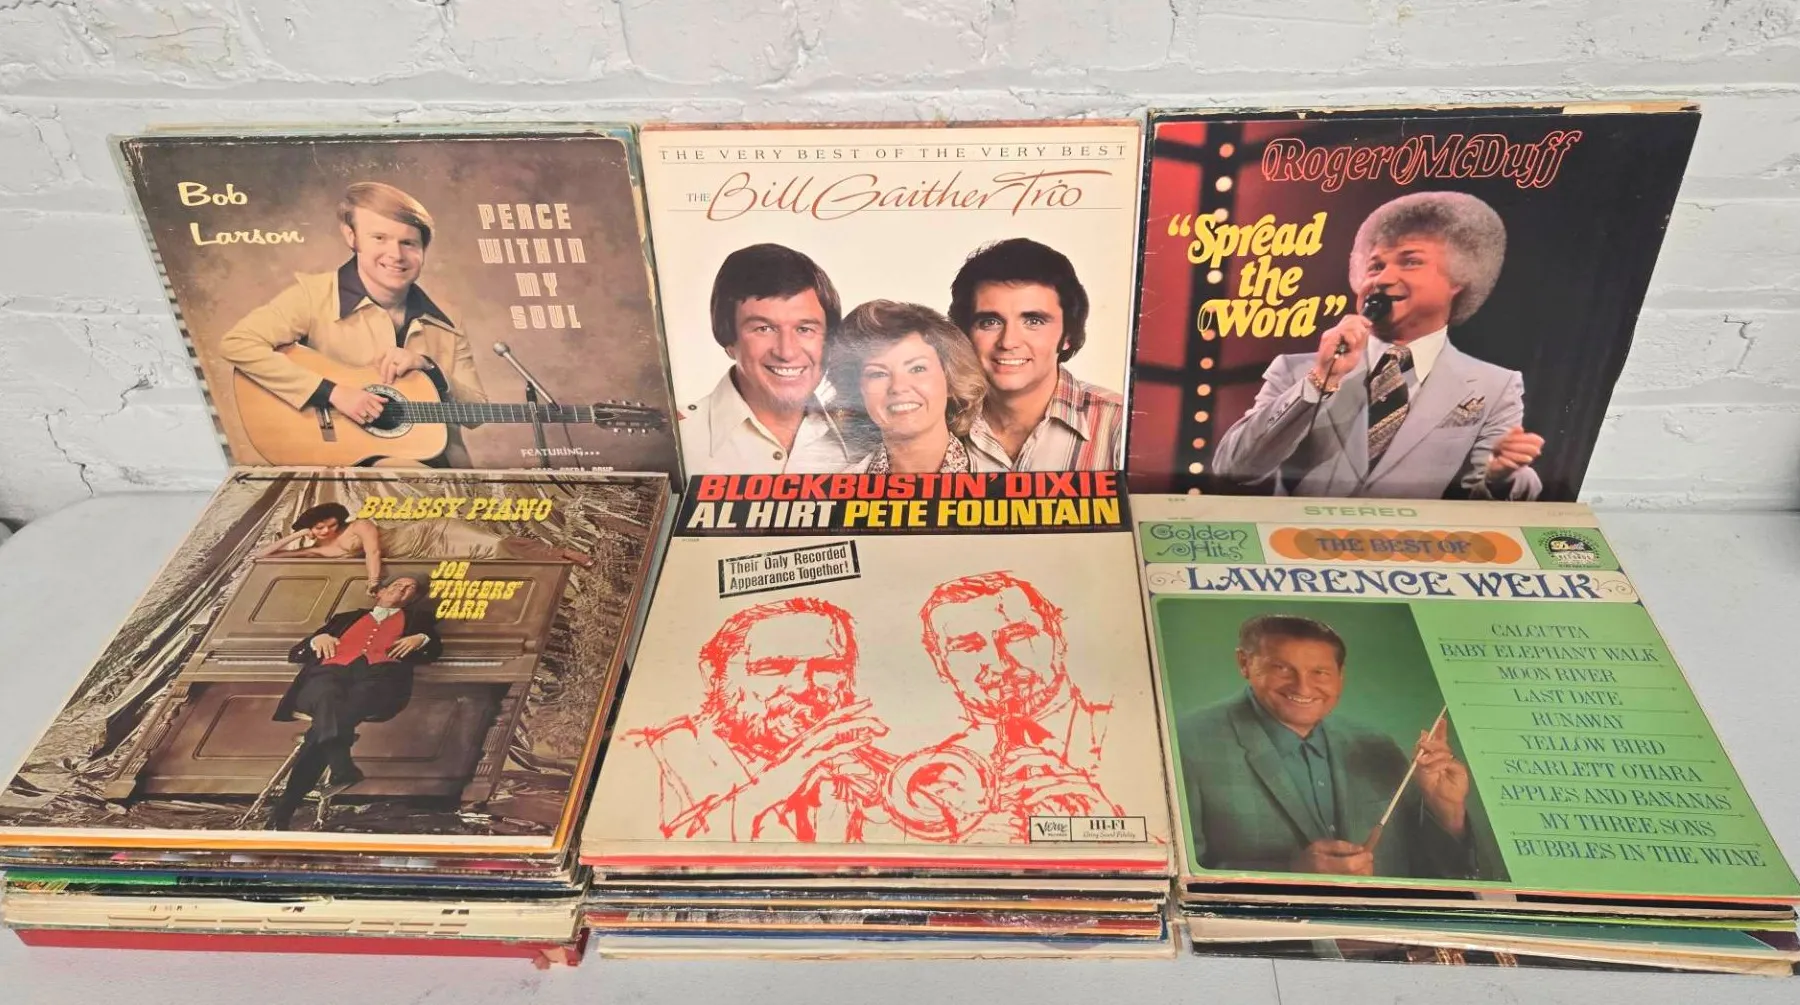 Bob
Larson
PEACE
WITHIN
MY
SOUL
FEATURING...
THE VERY BEST OF THE VERY BEST
THE Bill Gaither Trio
Roger McDuff
"Spread
the
Word"
BRASSY PIANO
JOE
"FINGERS"
CARR
BLOCKBUSTIN' DIXIE
AL HIRT PETE FOUNTAIN
Their Only Recorded
Appearance Together!
Verve
HI-FI
STEREO
Golden
Hits
THE BEST OF
Dot
RECORDS
LAWRENCE WELK
CALCUTTA
BABY ELEPHANT WALK
MOON RIVER
LAST DATE
RUNAWAY
YELLOW BIRD
SCARLETT O'HARA
APPLES AND BANANAS
MY THREE SONS
BUBBLES IN THE WINE